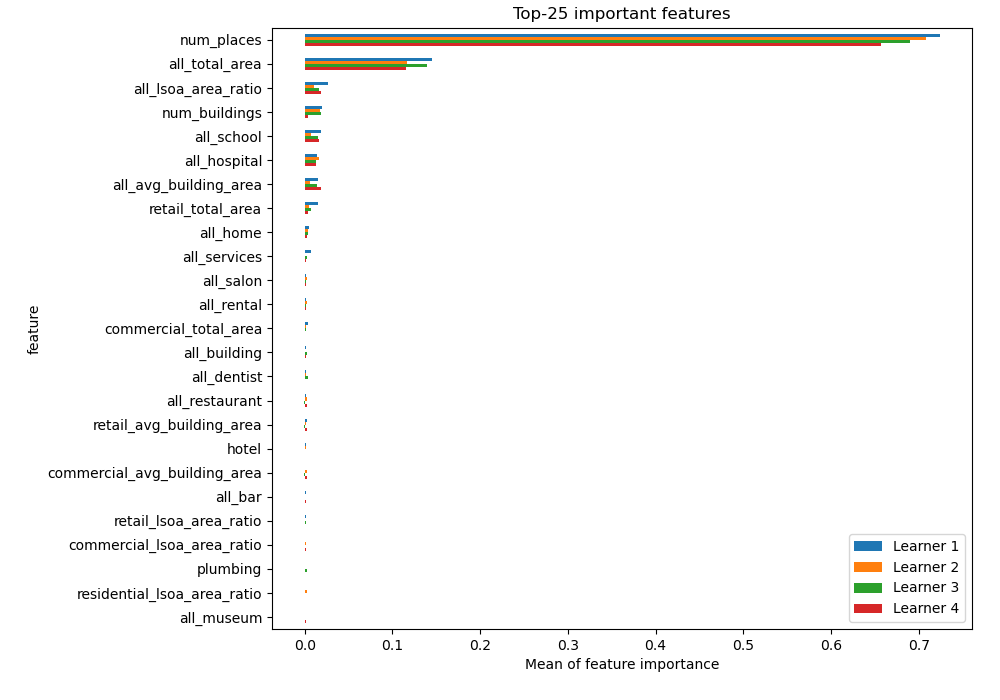 Top-25 important features
num_places
all_total_area
all_lsoa_area_ratio
num_buildings
all_school
all_hospital
all_avg_building_area
retail_total_area
all_home
all_services
all_salon
all_rental
commercial_total_area
all_building
all_dentist
all_restaurant
retail_avg_building_area
hotel
commercial_avg_building_area
all_bar
retail_lsoa_area_ratio
commercial_lsoa_area_ratio
plumbing
residential_lsoa_area_ratio
all_museum
feature
Learner 1
Learner 2
Learner 3
Learner 4
0.0 0.1 0.2 0.3 0.4 0.5 0.6 0.7
Mean of feature importance